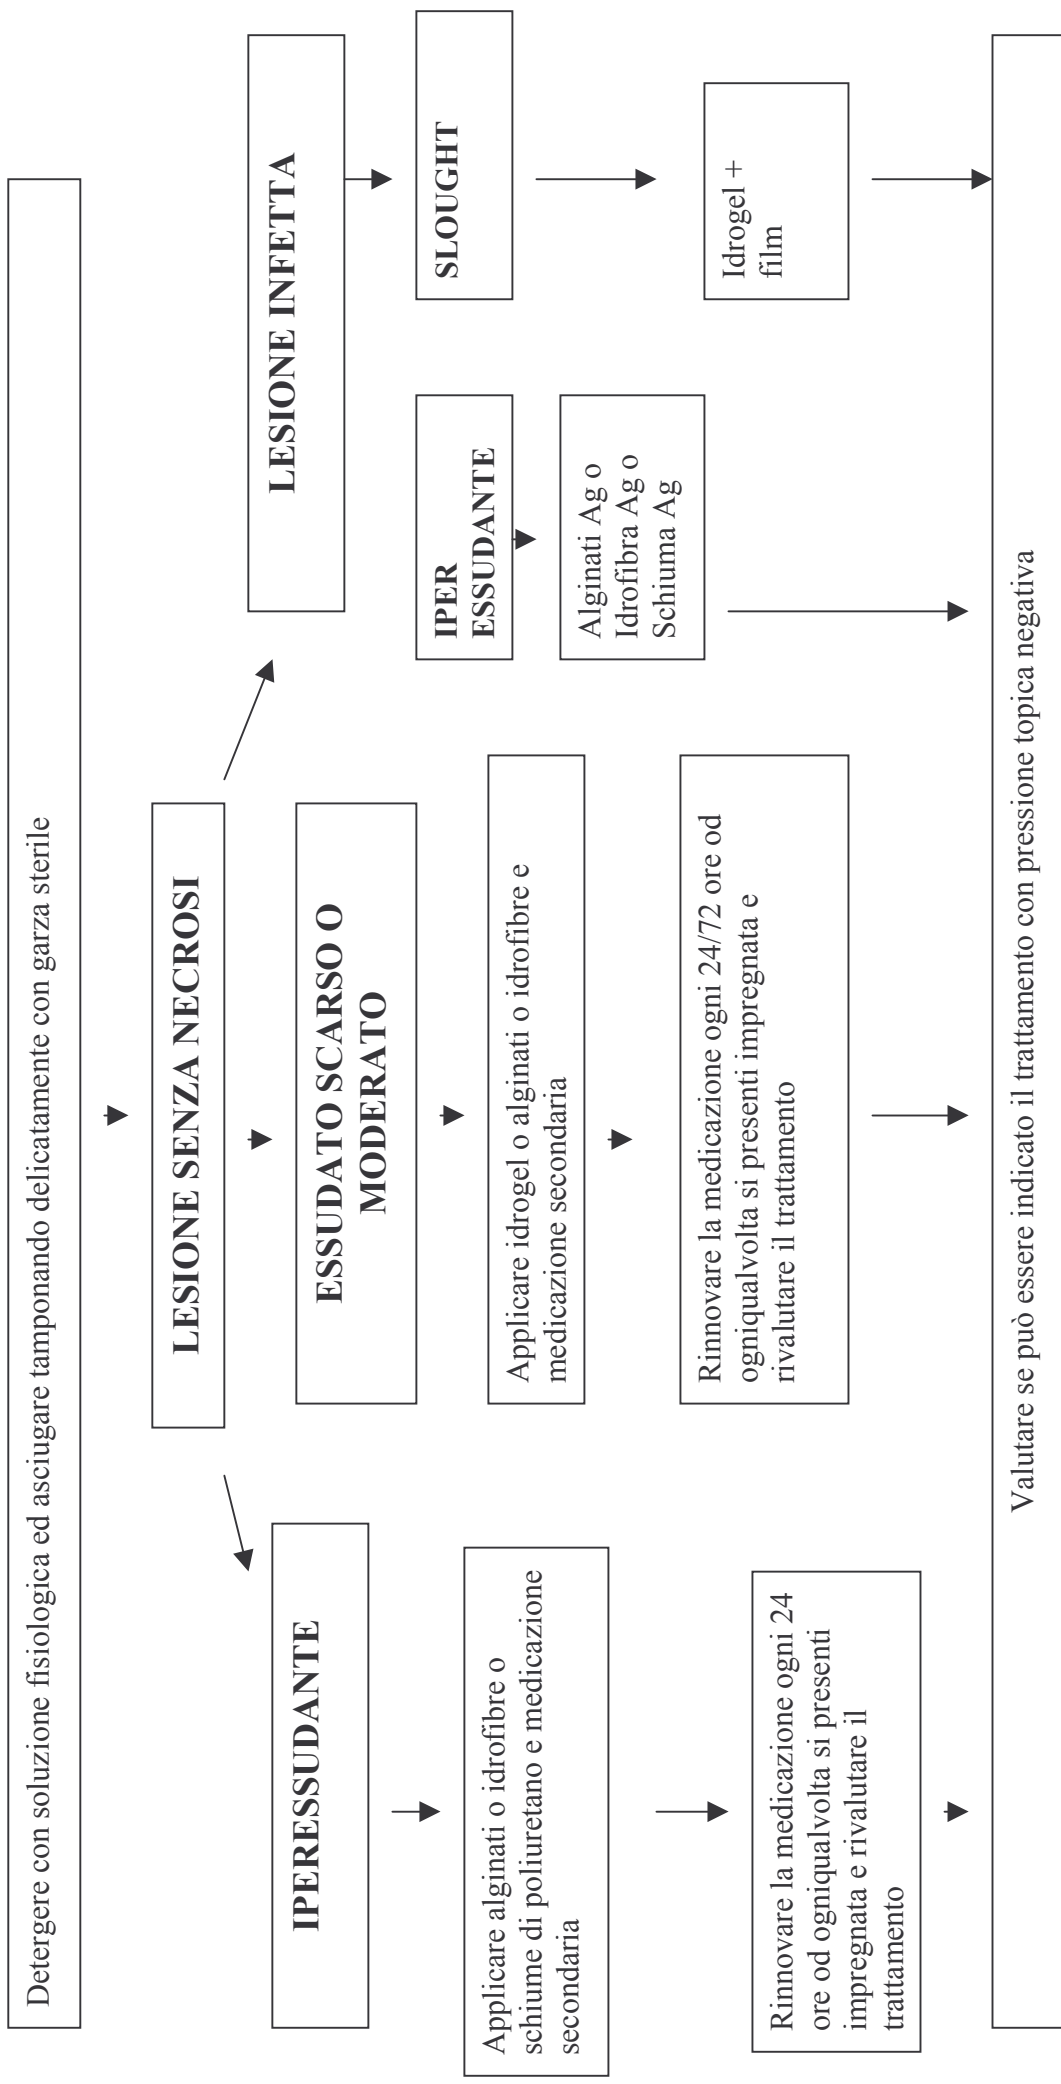 Detergere con soluzione fisiologica ed asciugare tamponando delicatamente con garza sterile
LESIONE SENZA NECROSI
IPERESSUDANTE
Applicare alginati o idrofibre o
schiume di poliuretano e medicazione
secondaria
Rinnovare la medicazione ogni 24
ore od ogniqualvolta si presenti
impregnata e rivalutare il
trattamento
ESSUDATO SCARSO O
MODERATO
Applicare idrogel o alginati o idrofibre e
medicazione secondaria
Rinnovare la medicazione ogni 24/72 ore od
ogniqualvolta si presenti impregnata e
rivalutare il trattamento
LESIONE INFETTA
IPER
ESSUDANTE
Alginati Ag o
Idrofibra Ag o
Schiuma Ag
SLOUGHT
Idrogel +
film
Valutare se può essere indicato il trattamento con pressione topica negativa